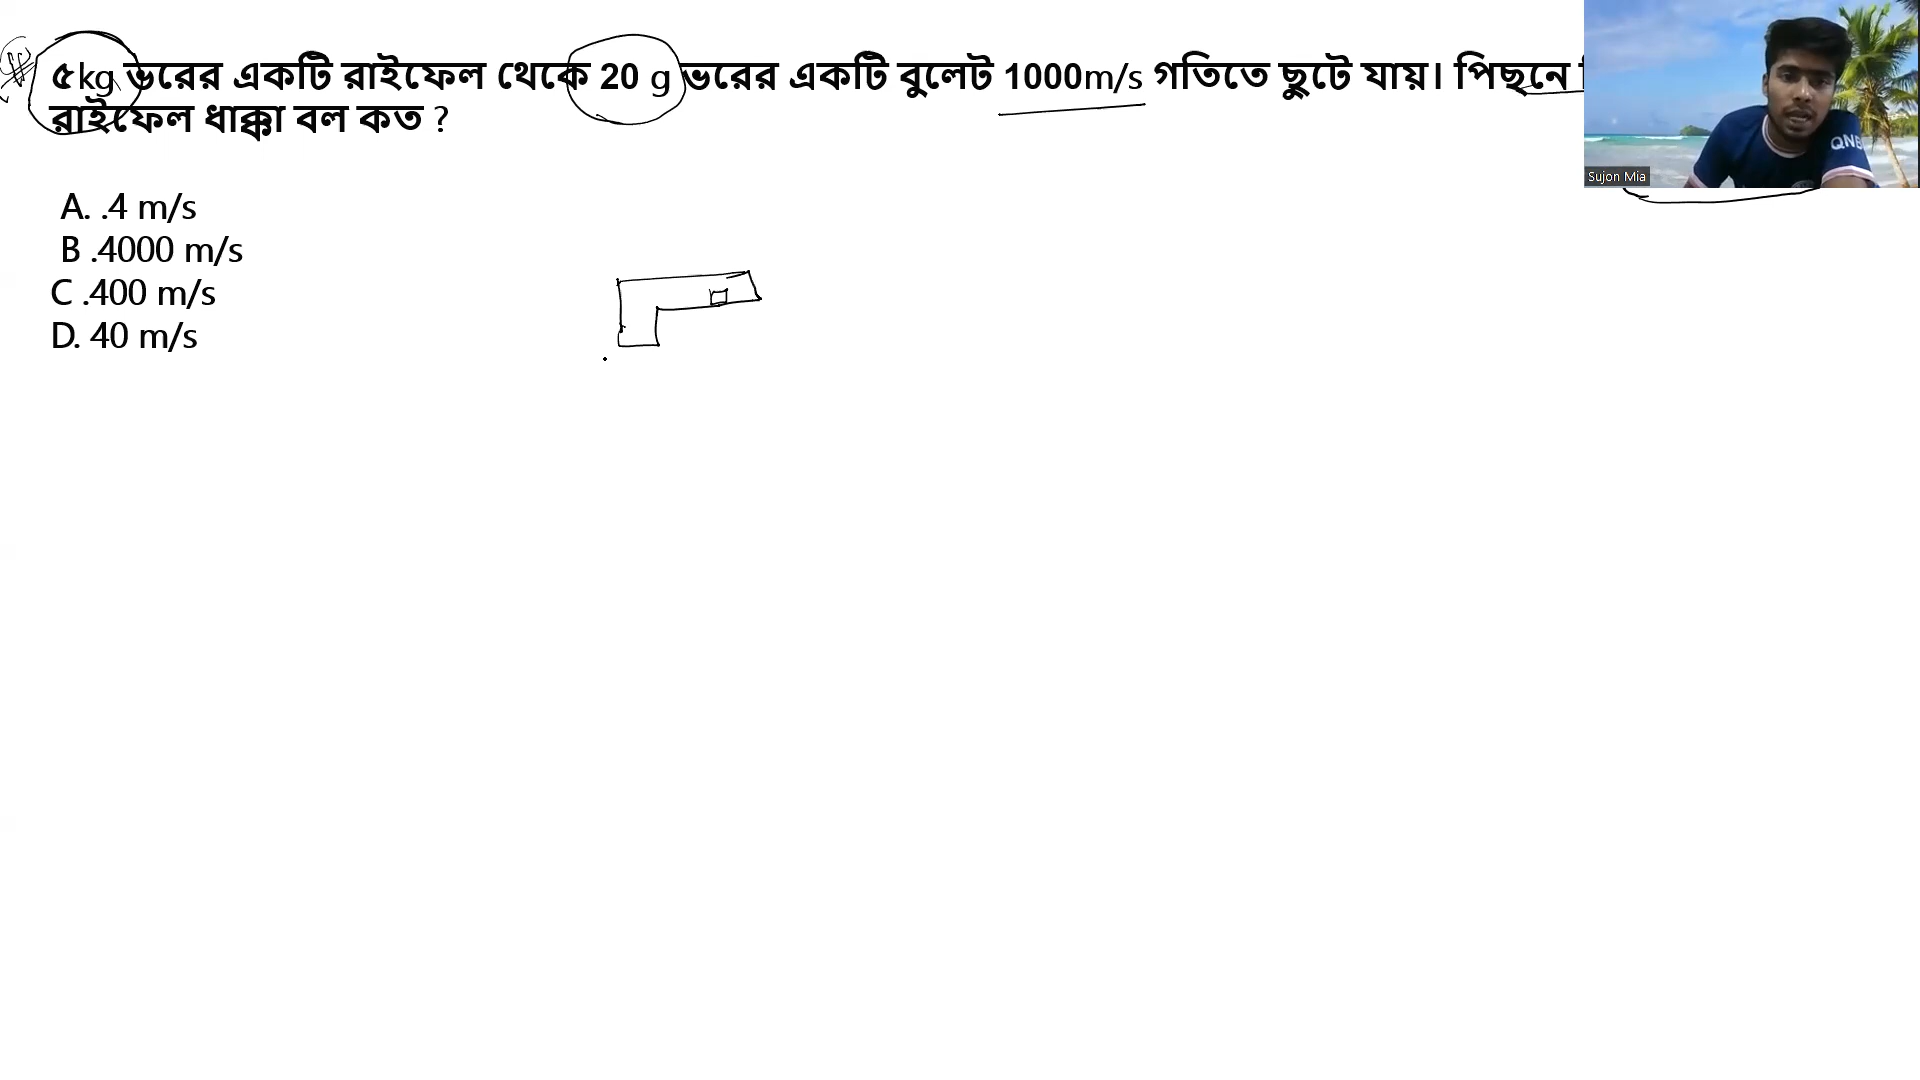 ৫kg ভরের একটি রাইফেল থেকে 20 g ভরের একটি বুলেট 1000m/s গতিতে ছুটে যায়। পিছনে
রাইফেল ধাক্কা বল কত ?
A. .4 m/s
B .4000 m/s
C .400 m/s
D. 40 m/s
QNB
Sujon Mia